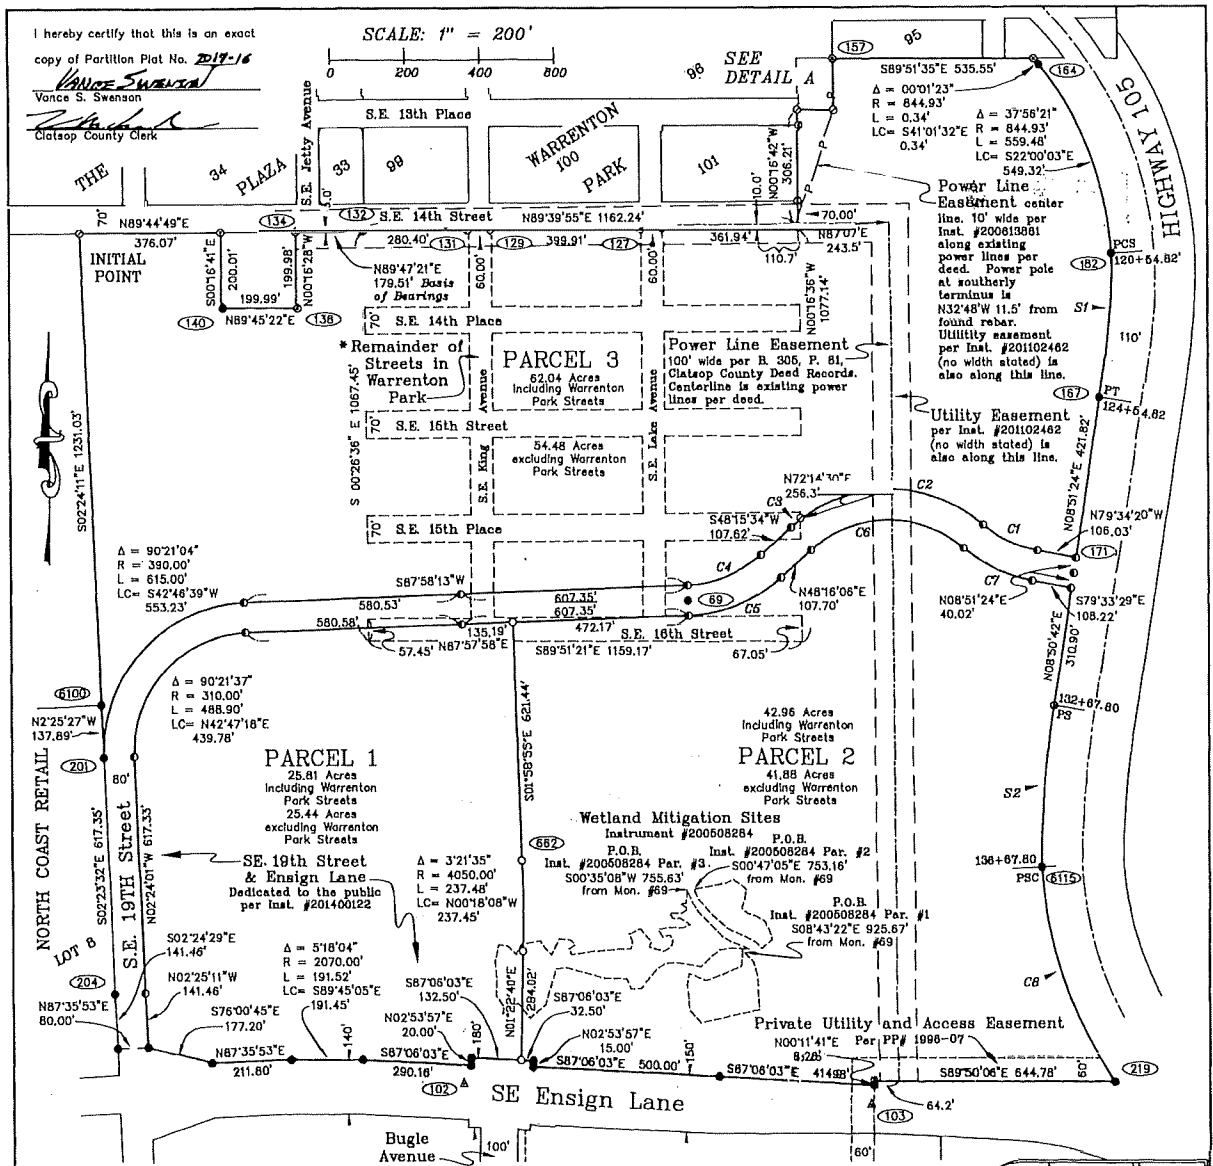 I hereby certify that this is an exact
copy of Partition Plat No. 2017-16
Vance S. Swenson
Clatsop County Clerk
SCALE: 1" = 200'
0 200 400 600 800
SEE
DETAIL A
157
95
96
S89°51'35"E 535.55'
164
Δ = 00°01'23"
R = 844.93'
L = 0.34'
LC= S41°01'32"E
0.34'
Δ = 37°56'21"
R = 844.93'
L = 559.48'
LC= S22°00'03"E
549.32'
HIGHWAY 105
THE
34
PLAZA
S.E. Jetty Avenue
33
99
S.E. 13th Place
WARRENTON
100
PARK
101
N00°16'42"W
306.21'
10.0'
P
P
Power Line
Easement center
line. 10' wide per
Inst. #200613881
along existing
power lines per
deed. Power pole
at southerly
terminus is
N32°48'W 11.5' from
found rebar.
Utility easement
per Inst. #201102462
(no width stated) is
also along this line.
70'
N89°44'49"E
376.07'
134
132
S.E. 14th Street
N89°39'55"E 1162.24'
70.00'
N87°07'E
243.5'
280.40'
131
129
399.91'
127
361.94'
110.7'
INITIAL
POINT
S00°16'41"E
200.01'
199.98'
N00°16'28"W
N89°47'21"E
179.51' Basis
of Bearings
60.00'
60.00'
199.99'
140
N89°45'22"E
138
N00°16'36"W
1077.14'
182
PCS
120+54.82'
S1
110'
70'
S.E. 14th Place
*Remainder of
Streets in
Warrenton
Park
PARCEL 3
62.04 Acres
Including Warrenton
Park Streets
Power Line Easement
100' wide per B. 305, P. 81,
Clatsop County Deed Records.
Centerline is existing power
lines per deed.
167
PT
124+54.82
S 00°26'36" E 1067.45'
70'
S.E. 15th Street
S.E. King Avenue
S.E. Lake Avenue
54.48 Acres
excluding Warrenton
Park Streets
Utility Easement
per Inst. #201102462
(no width stated) is
also along this line.
S02°24'11"E 1231.03'
N08°51'24"E 421.82'
N72°14'30"E
256.3'
C2
C3
70'
S.E. 15th Place
S48°15'34"W
107.62'
C1
N79°34'20"W
106.03'
171
C6
C4
C7
C5
Δ = 90°21'04"
R = 390.00'
L = 615.00'
LC= S42°46'39"W
553.23'
S87°58'13"W
580.53'
607.35'
607.35'
69
N48°16'06"E
107.70'
N08°51'24"E
40.02'
S79°33'29"E
108.22'
580.58'
135.19'
472.17'
S.E. 16th Street
57.45'
N87°57'58"E
S89°51'21"E 1159.17'
67.05'
N08°50'42"E
310.90'
5100
N2°25'27"W
137.89'
201
Δ = 90°21'37"
R = 310.00'
L = 488.90'
LC= N42°47'18"E
439.78'
S01°58'55"E 621.44'
132+67.80
PS
42.96 Acres
Including Warrenton
Park Streets
PARCEL 2
41.88 Acres
excluding Warrenton
Park Streets
PARCEL 1
25.81 Acres
Including Warrenton
Park Streets
25.44 Acres
excluding Warrenton
Park Streets
80'
S2
NORTH COAST RETAIL
LOT 8
S02°23'32"E 617.35'
S.E. 19TH Street
N02°24'01"W 617.33'
SE. 19th Street
& Ensign Lane
Dedicated to the public
per Inst. #201400122
Wetland Mitigation Sites
Instrument #200508284
P.O.B.
Inst. #200508284 Par. #3
S00°35'08"W 755.63'
from Mon. #69
P.O.B.
Inst. #200508284 Par. #2
S00°47'05"E 753.16'
from Mon. #69
P.O.B.
Inst. #200508284 Par. #1
S08°43'22"E 925.67'
from Mon. #69
662
136+67.80
PSC
5115
Δ = 3°21'35"
R = 4050.00'
L = 237.48'
LC= N00°18'08"W
237.45'
S02°24'29"E
141.46'
N02°25'11"W
141.46'
204
N87°35'53"E
80.00'
S76°00'45"E
177.20'
Δ = 5°18'04"
R = 2070.00'
L = 191.52'
LC= S89°45'05"E
191.45'
S87°06'03"E
132.50'
N02°53'57"E
20.00'
N01°22'40"E
284.02'
S87°06'03"E
32.50'
N02°53'57"E
15.00'
C8
Private Utility and Access Easement
Per PP# 1996-07
N00°11'41"E
8.28'
N87°35'53"E
211.80'
140'
S87°06'03"E
290.16'
180'
S87°06'03"E
500.00'
150'
S87°06'03"E
414.98'
S89°50'06"E 644.78'
60'
219
102
SE Ensign Lane
103
64.2'
Bugle
Avenue
100'
60'